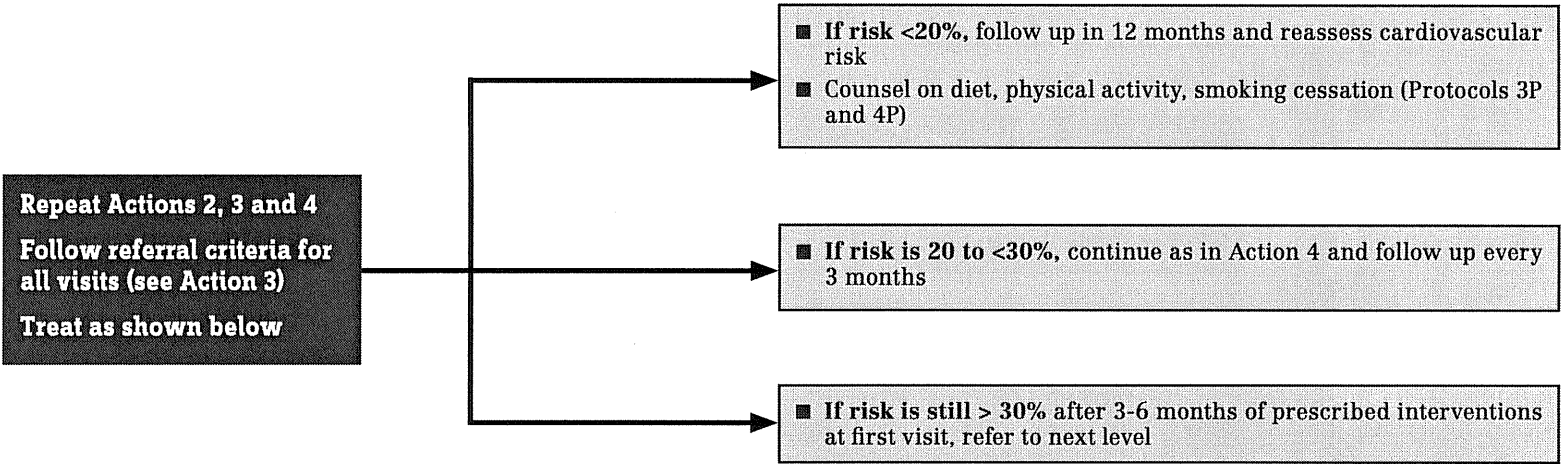 Repeat Actions 2, 3 and 4
Follow referral criteria for
all visits (see Action 3)
Treat as shown below
■ If risk <20%, follow up in 12 months and reassess cardiovascular
risk
■ Counsel on diet, physical activity, smoking cessation (Protocols 3P
and 4P)
■ If risk is 20 to <30%, continue as in Action 4 and follow up every
3 months
■ If risk is still > 30% after 3-6 months of prescribed interventions
at first visit, refer to next level